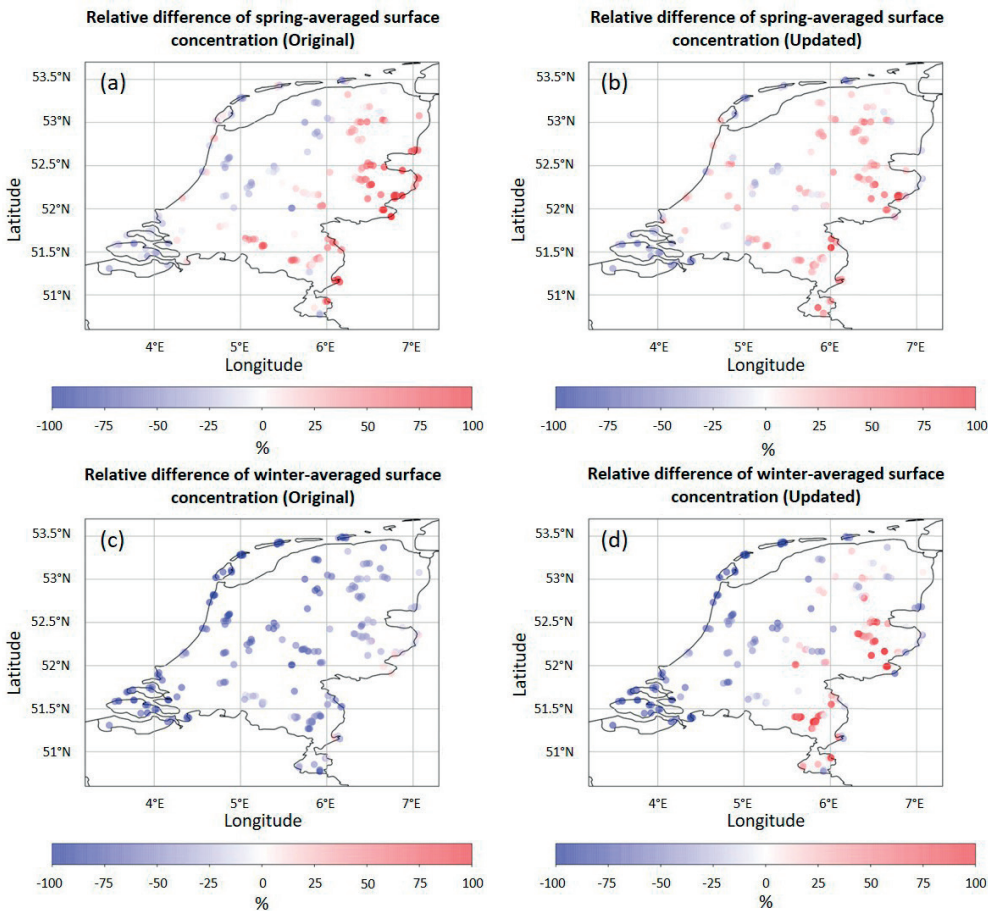 Relative difference of spring-averaged surface
concentration (Original)
(a)
53.5°N
53°N
52.5°N
52°N
51.5°N
51°N
Latitude
4°E 5°E 6°E 7°E
Longitude
-100 -75 -50 -25 0 25 50 75 100
%
Relative difference of spring-averaged surface
concentration (Updated)
(b)
53.5°N
53°N
52.5°N
52°N
51.5°N
51°N
Latitude
4°E 5°E 6°E 7°E
Longitude
-100 -75 -50 -25 0 25 50 75 100
%
Relative difference of winter-averaged surface
concentration (Original)
(c)
53.5°N
53°N
52.5°N
52°N
51.5°N
51°N
Latitude
4°E 5°E 6°E 7°E
Longitude
-100 -75 -50 -25 0 25 50 75 100
%
Relative difference of winter-averaged surface
concentration (Updated)
(d)
53.5°N
53°N
52.5°N
52°N
51.5°N
51°N
Latitude
4°E 5°E 6°E 7°E
Longitude
-100 -75 -50 -25 0 25 50 75 100
%